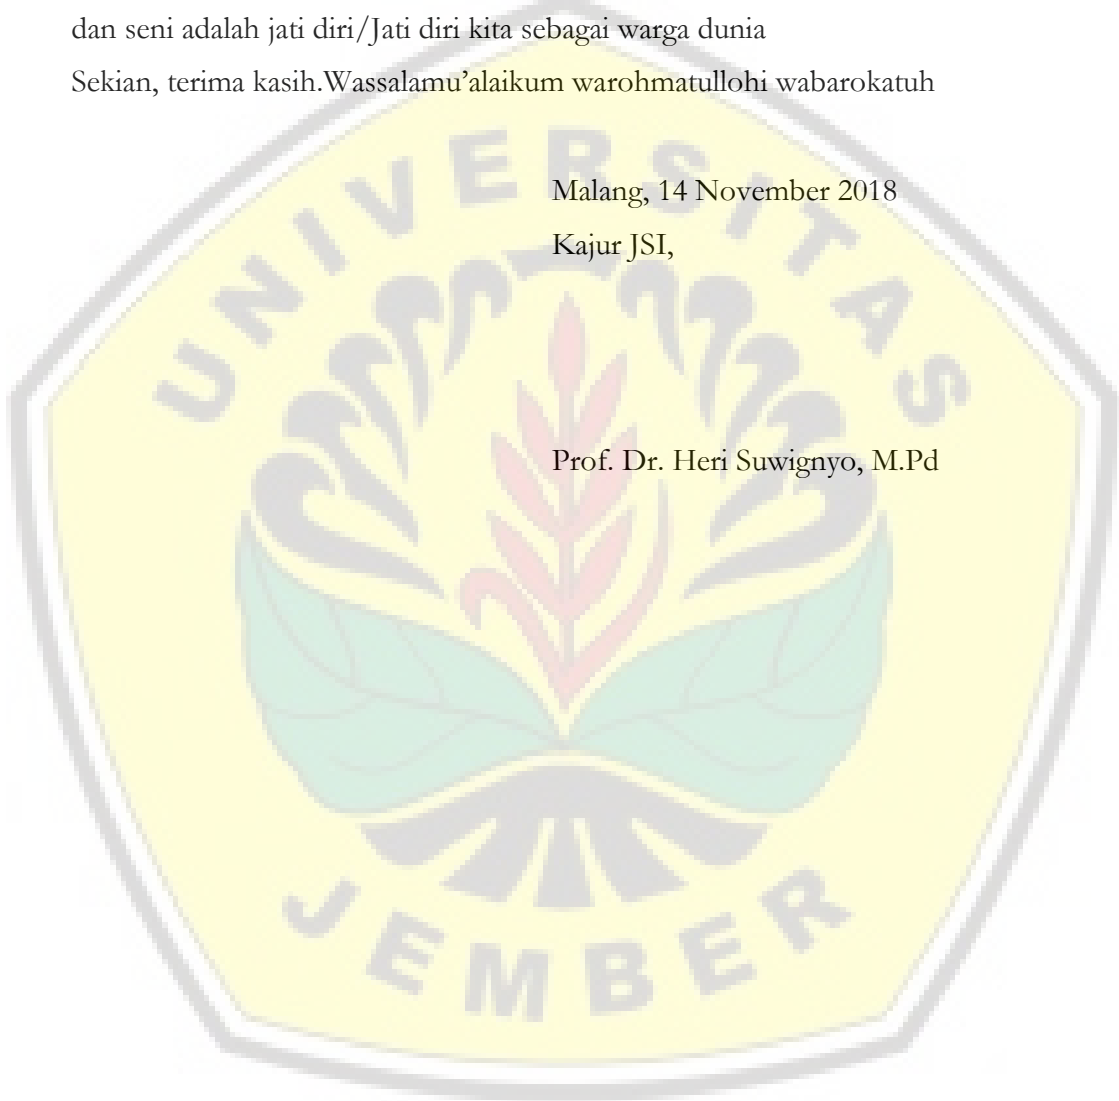 dan seni adalah jati diri/Jati diri kita sebagai warga dunia
Sekian, terima kasih.Wassalamu’alaikum warohmatullohi wabarokatuh
Malang, 14 November 2018
Kajur JSI,
Prof. Dr. Heri Suwignyo, M.Pd
UNIVERSITAS
JEMBER